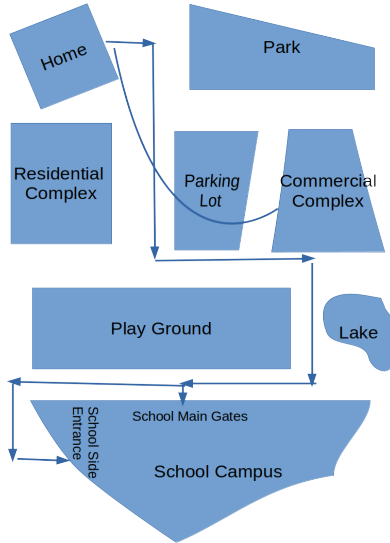 Home
Park
Residential
Complex
Parking
Lot
Commercial
Complex
Play Ground
Lake
School Main Gates
School Side
Entrance
School Campus